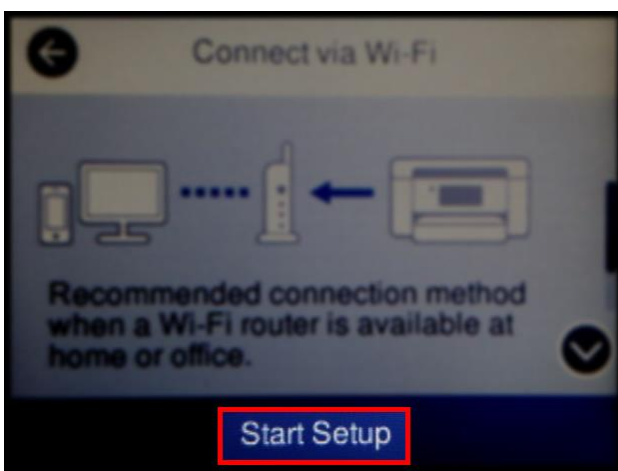 Connect via Wi-Fi
Recommended connection method
when a Wi-Fi router is available at
home or office.
Start Setup